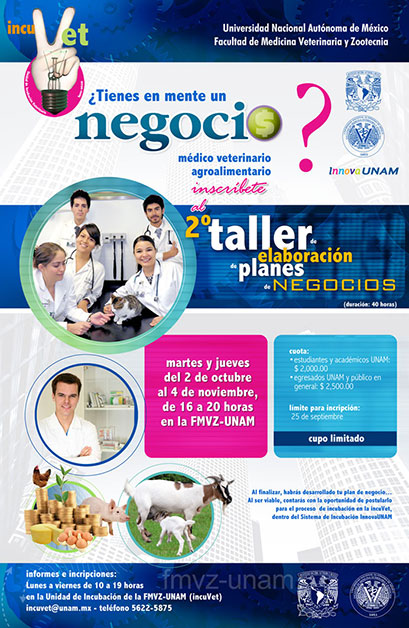 incuVet
Universidad Nacional Autónoma de México
Facultad de Medicina Veterinaria y Zootecnia
¿Tienes en mente un
negocio?
médico veterinario
agroalimentario
InnovaUNAM
inscribete
al
2º taller de
elaboración
de planes
de NEGOCIOS
(duración: 40 horas)
martes y jueves
del 2 de octubre
al 4 de noviembre,
de 16 a 20 horas
en la FMVZ-UNAM
cuota:
• estudiantes y académicos UNAM:
$ 2,000.00
• egresados UNAM y público en
general: $ 2,500.00
límite para incripción:
25 de septiembre
cupo limitado
Al finalizar, habrás desarrollado tu plan de negocio...
Al ser viable, contarás con la oportunidad de postularlo
para el proceso de incubación en la incuVet,
dentro del Sistema de Incubación InnovaUNAM
fmvz-unam
informes e incripciones:
Lunes a viernes de 10 a 19 horas
en la Unidad de Incubación de la FMVZ-UNAM (incuVet)
incuvet@unam.mx - teléfono 5622-5875